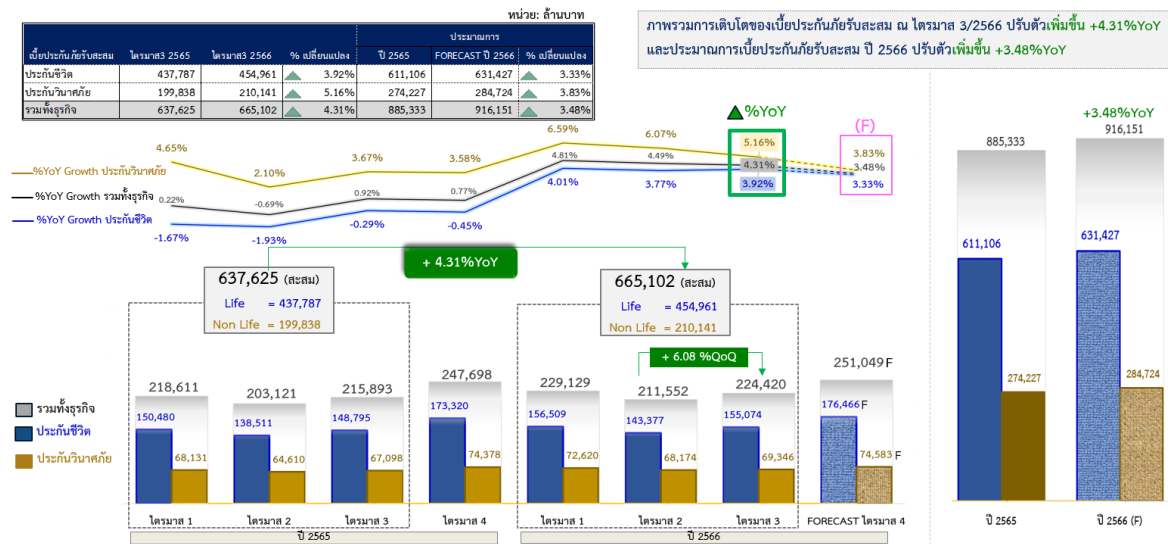 หน่วย: ล้านบาท
ประมาณการ
เบี้ยประกันภัยรับสะสม ไตรมาส3 2565 ไตรมาส3 2566 % เปลี่ยนแปลง ปี 2565 FORECAST ปี 2566 % เปลี่ยนแปลง
ประกันชีวิต 437,787 454,961 3.92% 611,106 631,427 3.33%
ประกันวินาศภัย 199,838 210,141 5.16% 274,227 284,724 3.83%
รวมทั้งธุรกิจ 637,625 665,102 4.31% 885,333 916,151 3.48%
ภาพรวมการเติบโตของเบี้ยประกันภัยรับสะสม ณ ไตรมาส 3/2566 ปรับตัวเพิ่มขึ้น +4.31%YoY
และประมาณการเบี้ยประกันภัยรับสะสม ปี 2566 ปรับตัวเพิ่มขึ้น +3.48%YoY
%YoY
(F)
%YoY Growth ประกันวินาศภัย
4.65% 2.10% 3.67% 3.58% 6.59% 6.07% 5.16% 3.83%
%YoY Growth รวมทั้งธุรกิจ
0.22% -0.69% 0.92% 0.77% 4.81% 4.49% 4.31% 3.48%
%YoY Growth ประกันชีวิต
-1.67% -1.93% -0.29% -0.45% 4.01% 3.77% 3.92% 3.33%
+ 4.31%YoY
637,625 (สะสม)
Life = 437,787
Non Life = 199,838
665,102 (สะสม)
Life = 454,961
Non Life = 210,141
+ 6.08 %QoQ
รวมทั้งธุรกิจ
ประกันชีวิต
ประกันวินาศภัย
218,611 203,121 215,893 247,698 229,129 211,552 224,420 251,049 F
150,480 138,511 148,795 173,320 156,509 143,377 155,074 176,466 F
68,131 64,610 67,098 74,378 72,620 68,174 69,346 74,583 F
ไตรมาส 1 ไตรมาส 2 ไตรมาส 3 ไตรมาส 4 ไตรมาส 1 ไตรมาส 2 ไตรมาส 3 FORECAST ไตรมาส 4
ปี 2565 ปี 2566
+3.48%YoY
885,333 916,151
611,106 631,427
274,227 284,724
ปี 2565 ปี 2566 (F)